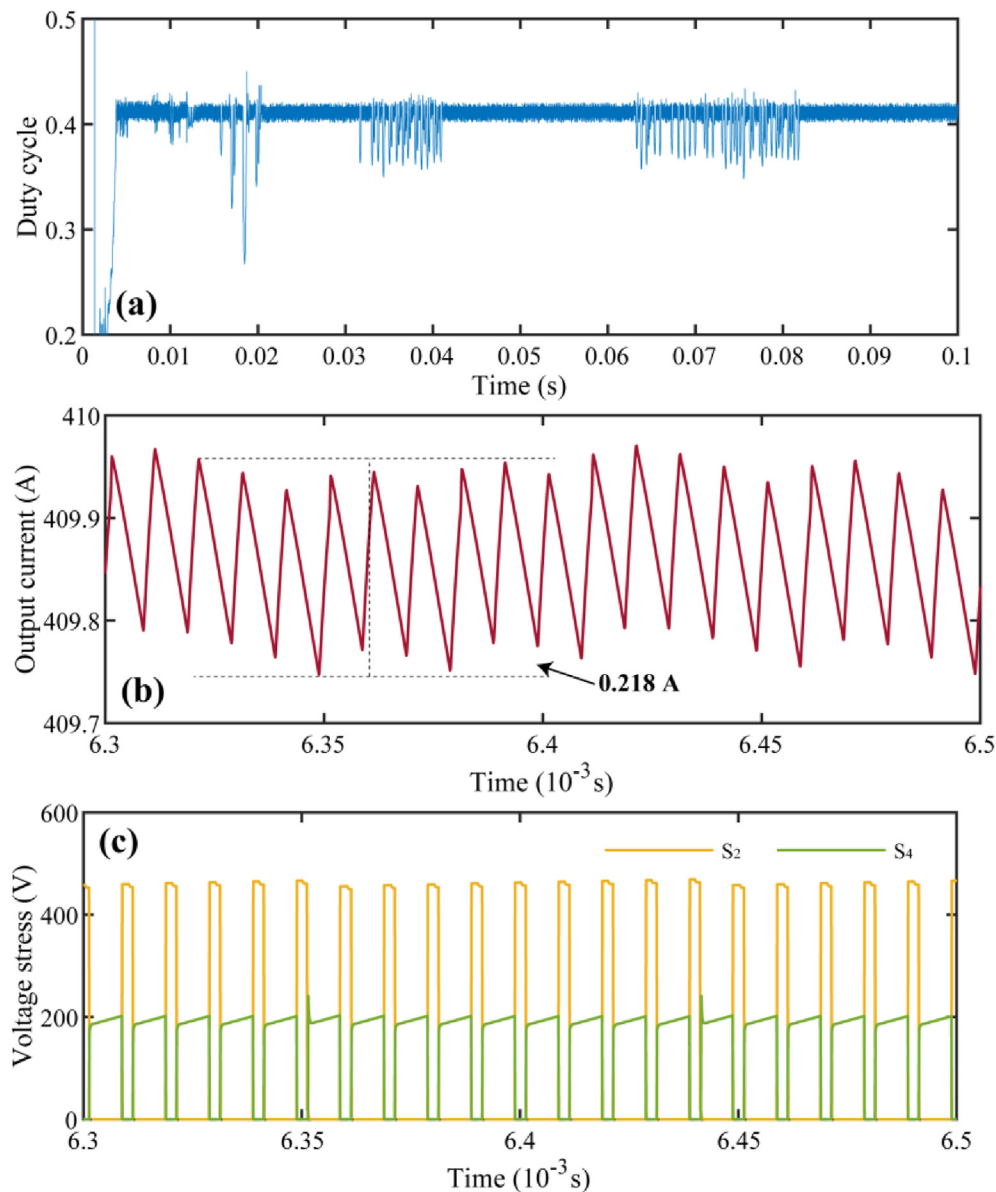 0.5
0.4
0.3
0.2
Duty cycle
(a)
0 0.01 0.02 0.03 0.04 0.05 0.06 0.07 0.08 0.09 0.1
Time (s)
410
409.9
409.8
409.7
Output current (A)
(b)
0.218 A
6.3 6.35 6.4 6.45 6.5
Time (10-3 s)
600
400
200
0
Voltage stress (V)
(c)
S2 S4
6.3 6.35 6.4 6.45 6.5
Time (10-3 s)